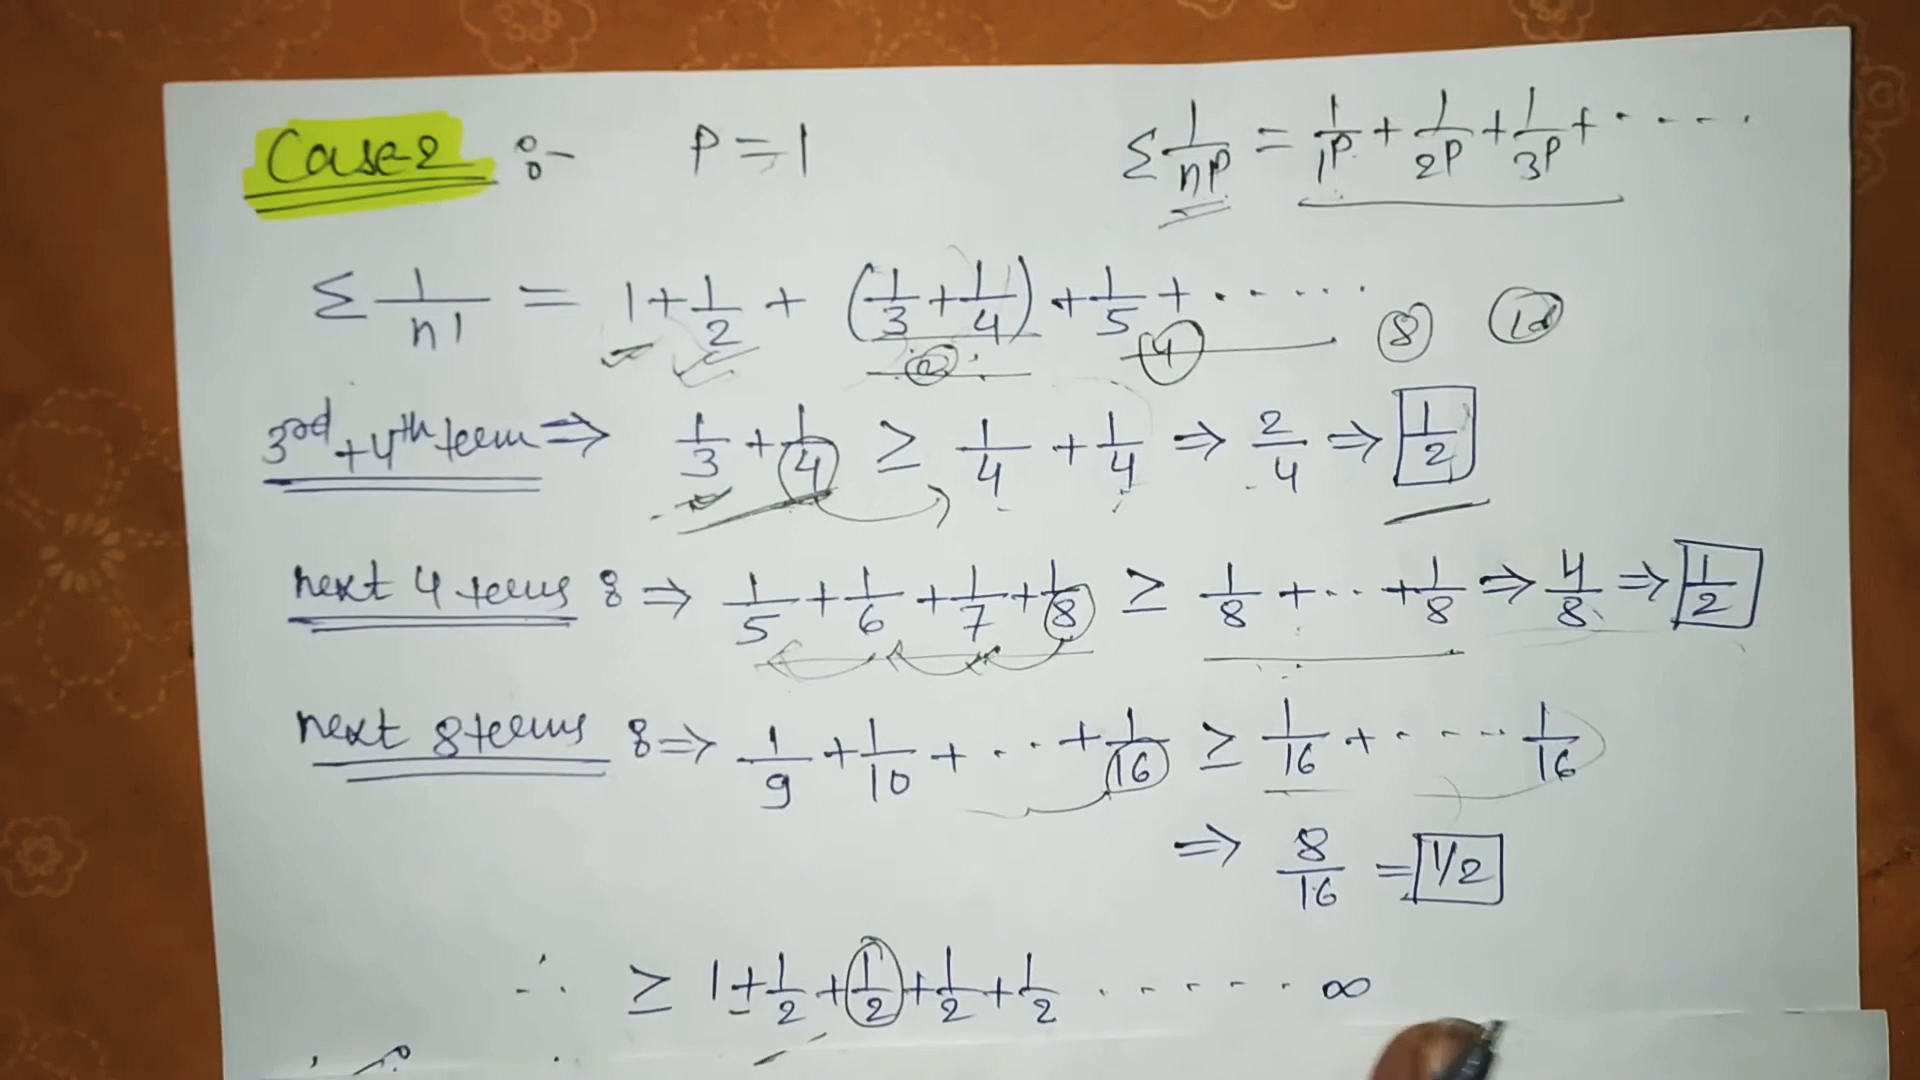 Case-2 :- P=1 Σ 1/n^p = 1/1^p + 1/2^p + 1/3^p + .....
Σ 1/n^1 = 1 + 1/2 + (1/3 + 1/4) + 1/5 + ......
② ④ ⑧
3rd + 4th term ⇒ 1/3 + 1/4 ≥ 1/4 + 1/4 ⇒ 2/4 ⇒ 1/2
next 4 terms : ⇒ 1/5 + 1/6 + 1/7 + 1/8 ≥ 1/8 + ... + 1/8 ⇒ 4/8 ⇒ 1/2
next 8 terms : ⇒ 1/9 + 1/10 + ... + 1/16 ≥ 1/16 + ..... 1/16
⇒ 8/16 = 1/2
∴ ≥ 1 + 1/2 + 1/2 + 1/2 + 1/2 ....... ∞